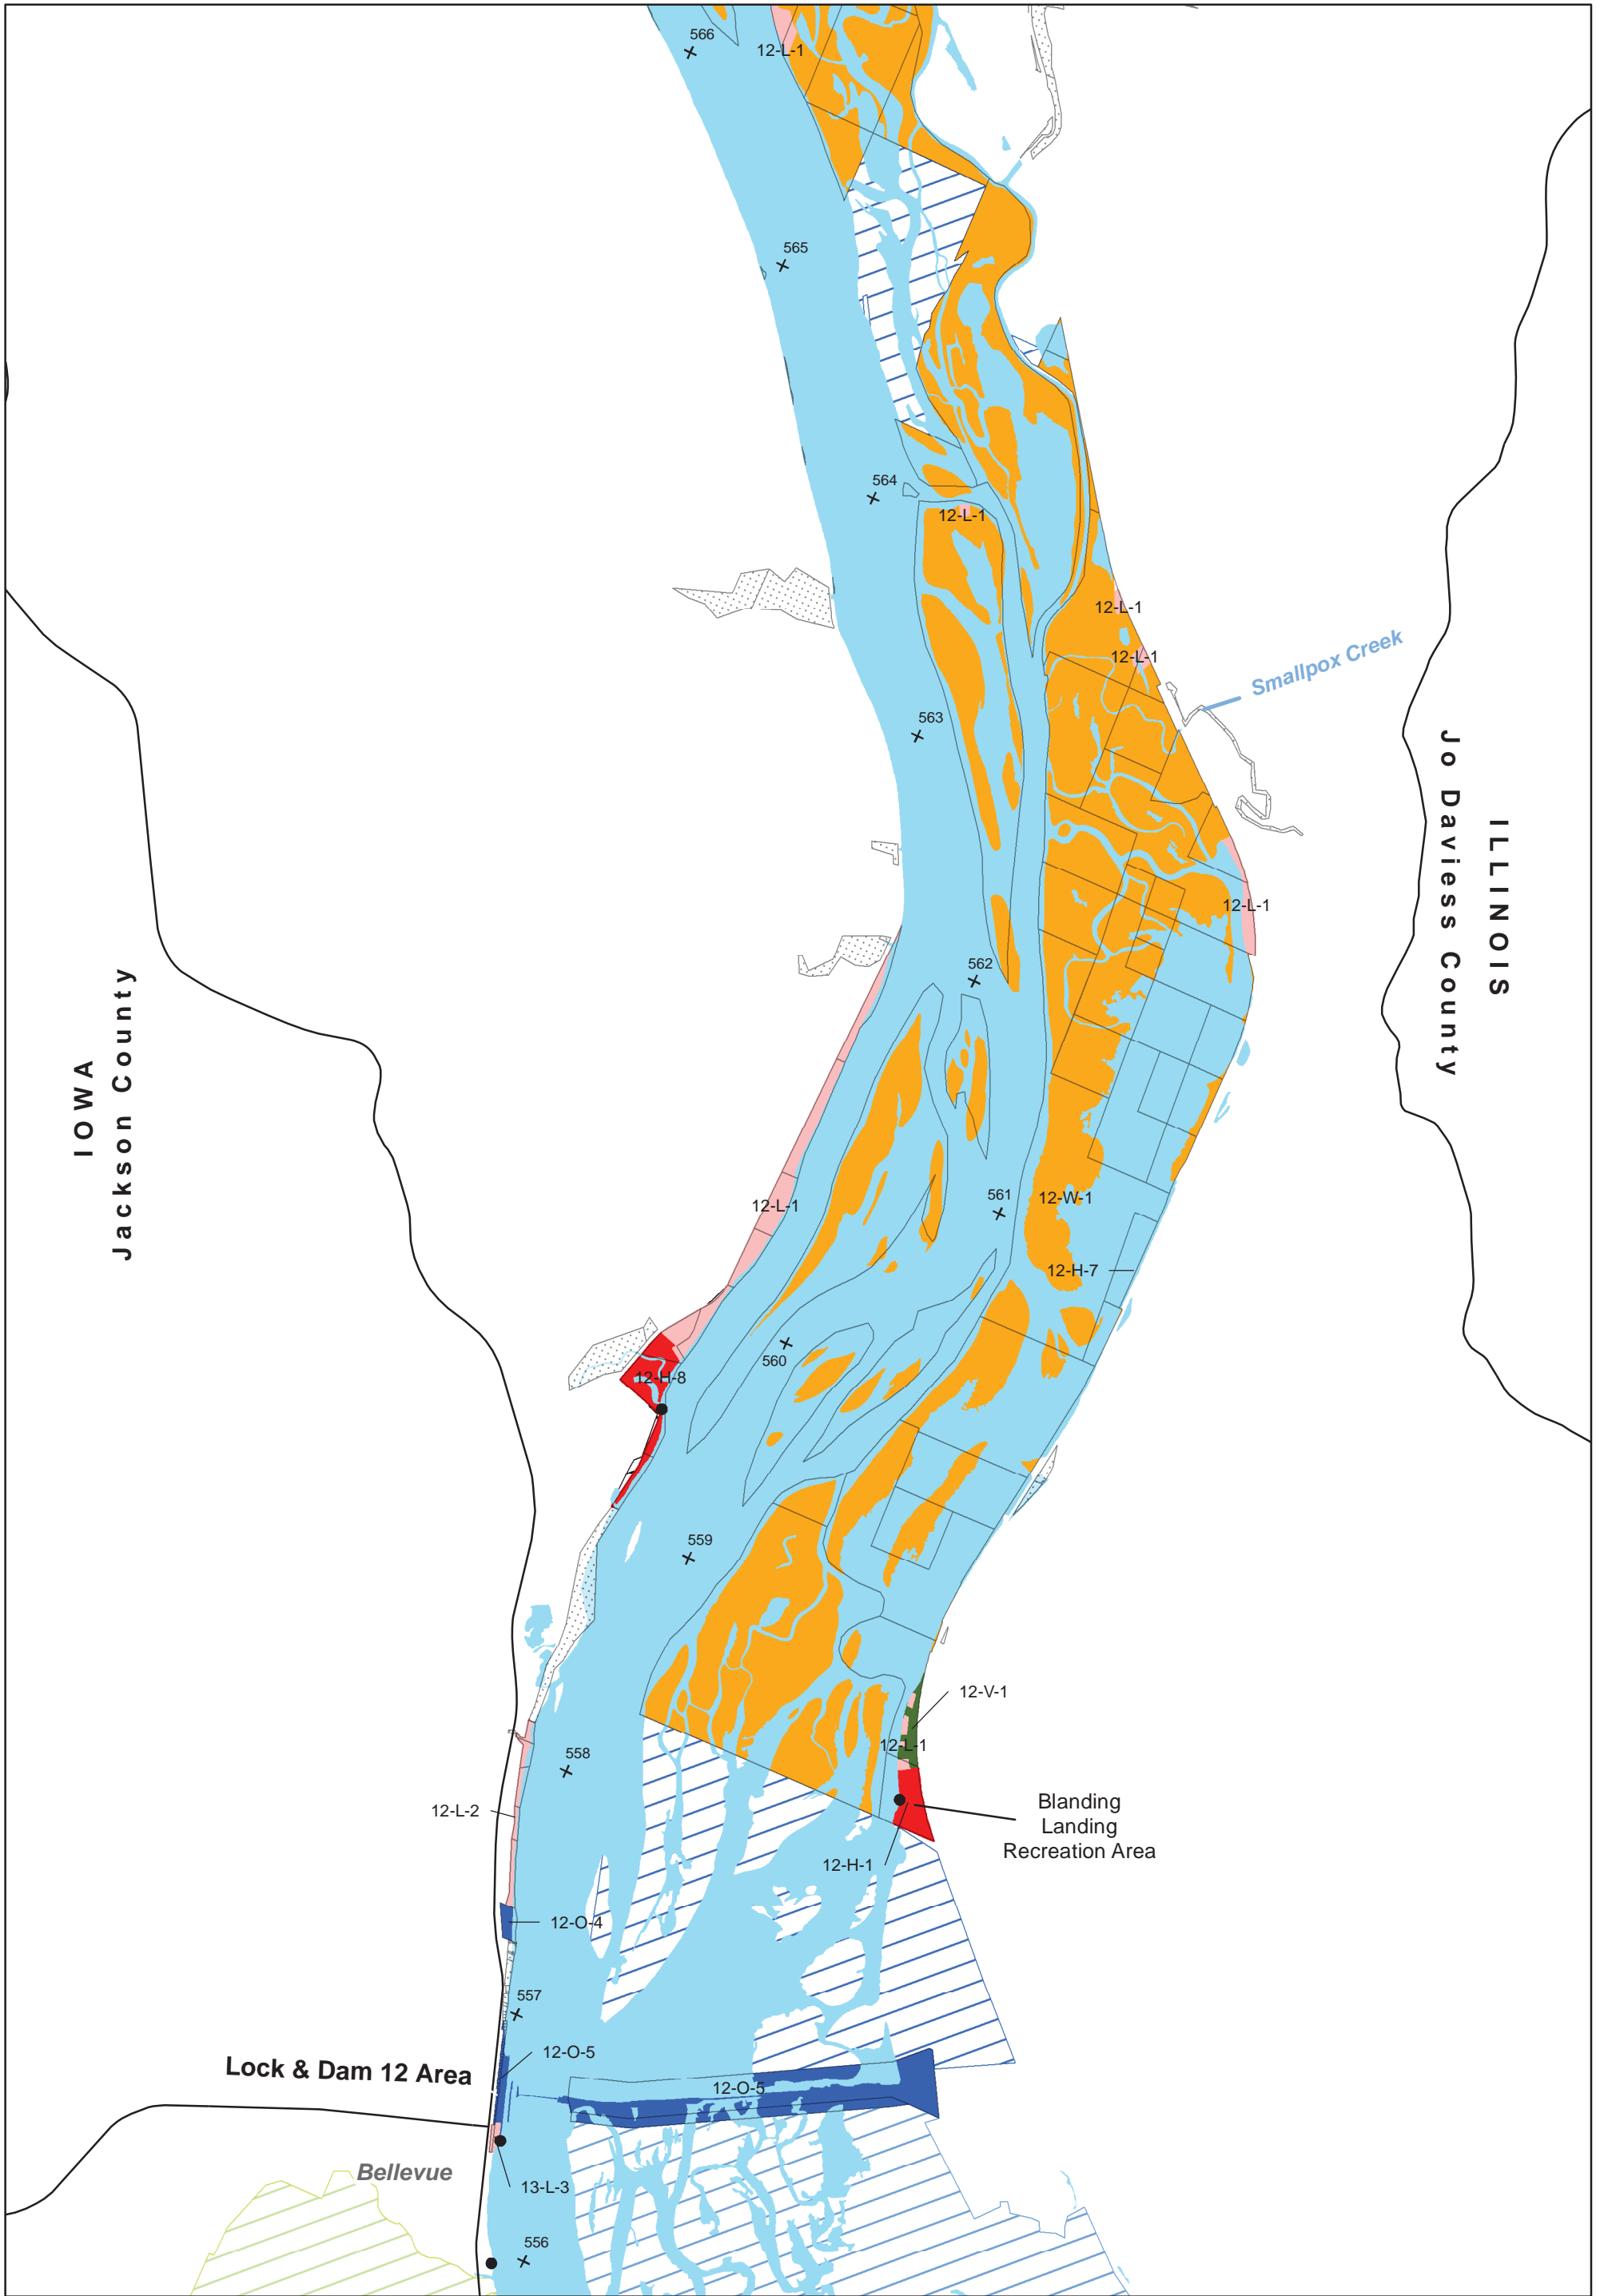 566
12-L-1
565
564
12-L-1
12-L-1
12-L-1
Smallpox Creek
563
Jo Daviess County
ILLINOIS
12-L-1
562
IOWA
Jackson County
12-L-1
561
12-W-1
12-H-7
560
12-H-8
559
12-V-1
12-L-1
558
12-L-2
Blanding
Landing
Recreation Area
12-H-1
12-O-4
557
12-O-5
Lock & Dam 12 Area
12-O-5
Bellevue
13-L-3
556